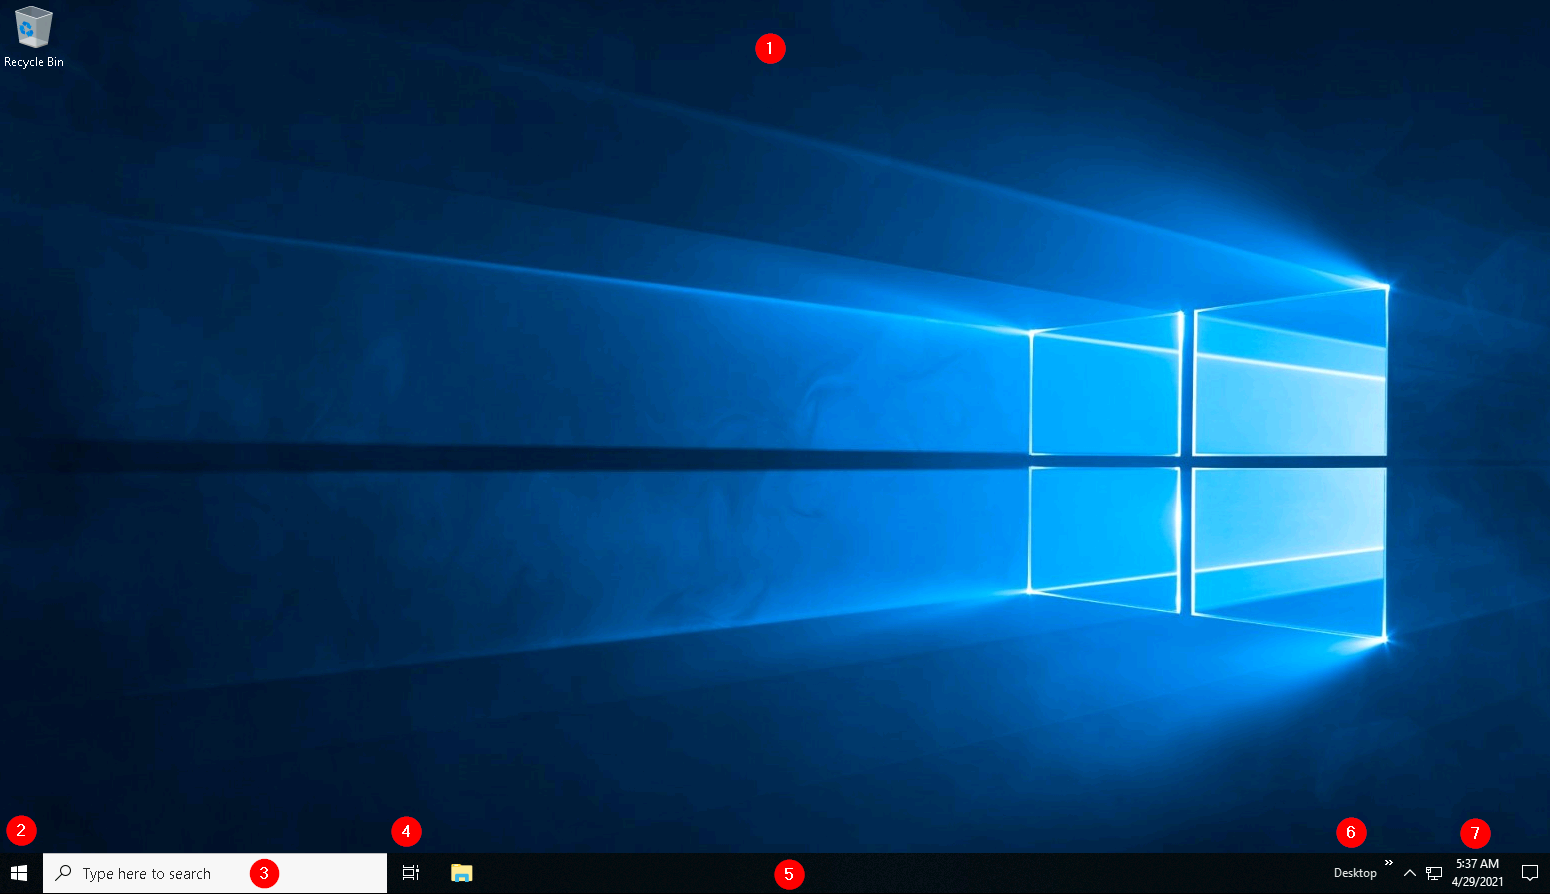 1
Recycle Bin
2
4
6
7
Type here to search
3
5
Desktop
»
5:37 AM
4/29/2021